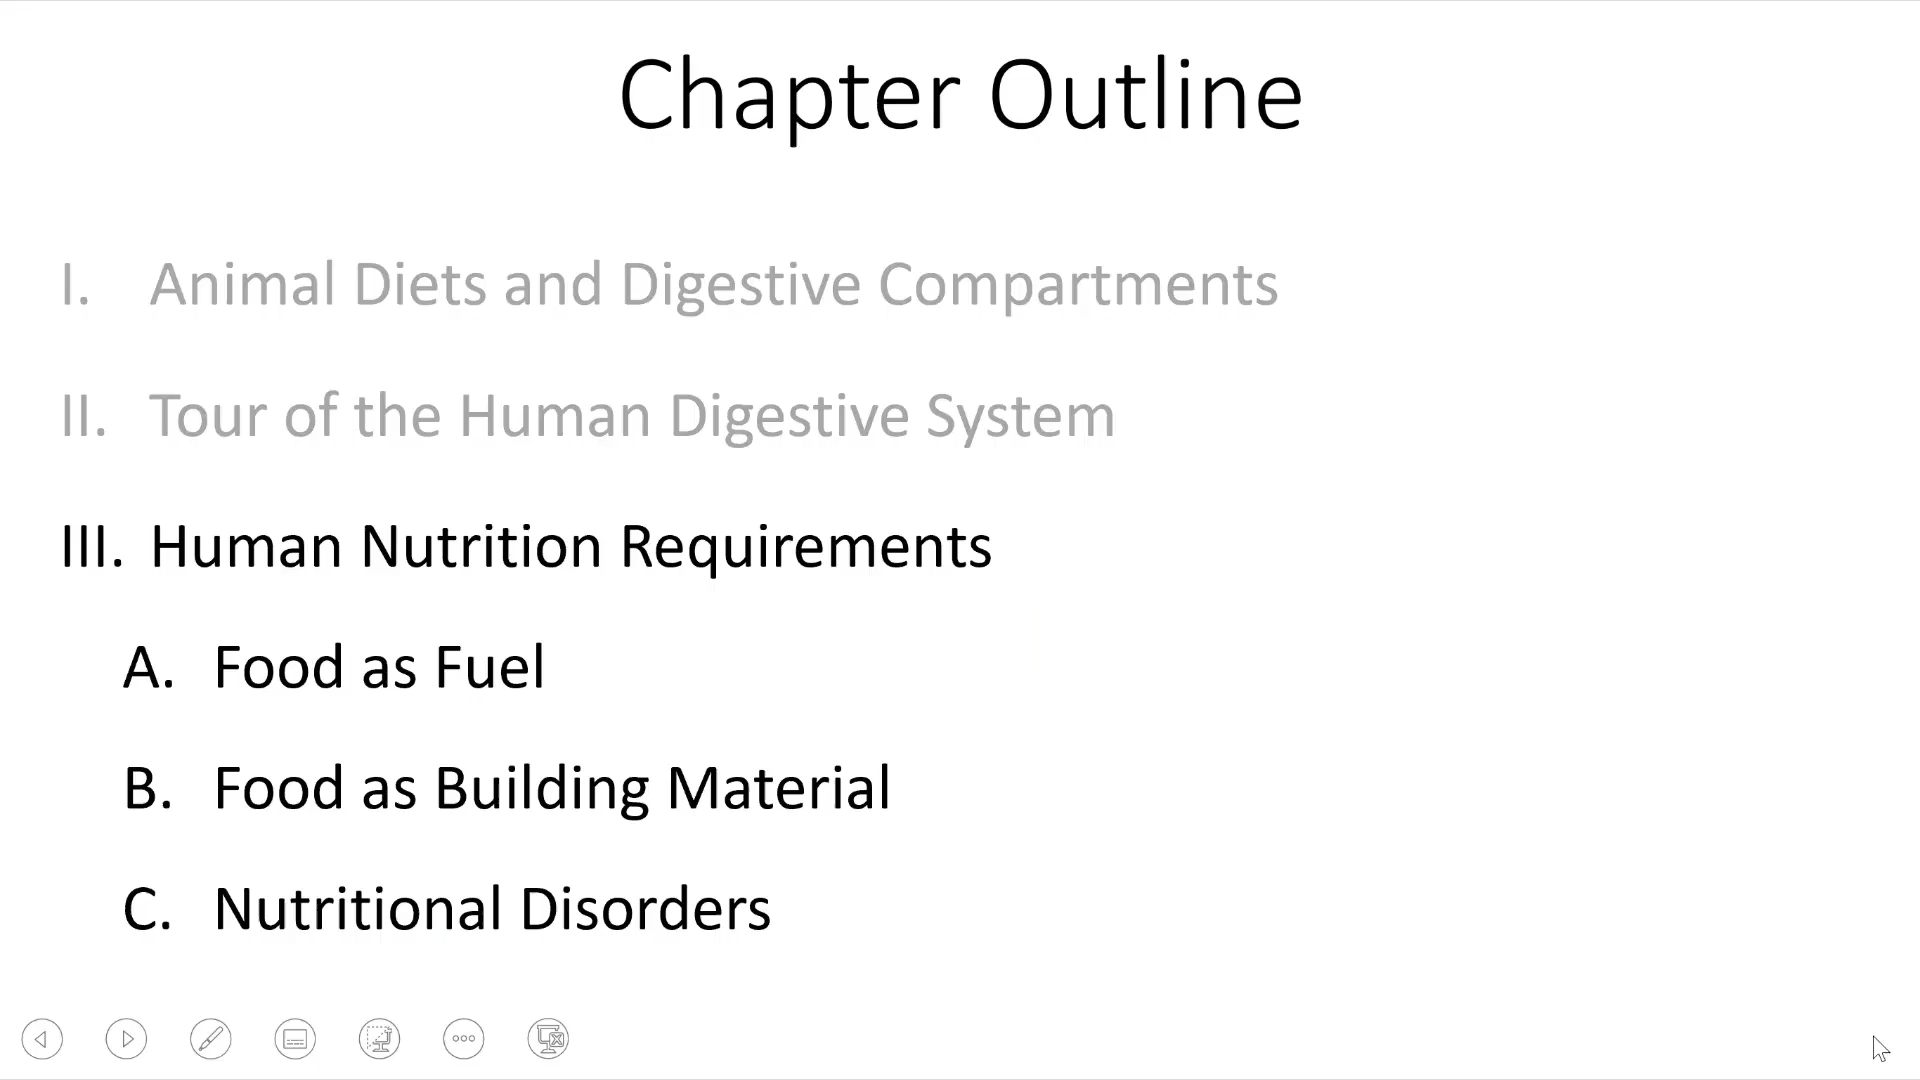 Chapter Outline
I. Animal Diets and Digestive Compartments
II. Tour of the Human Digestive System
III. Human Nutrition Requirements
A. Food as Fuel
B. Food as Building Material
C. Nutritional Disorders